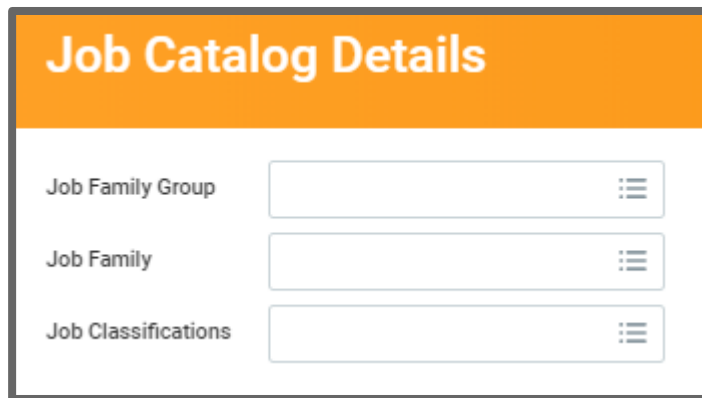 Job Catalog Details
Job Family Group
Job Family
Job Classifications